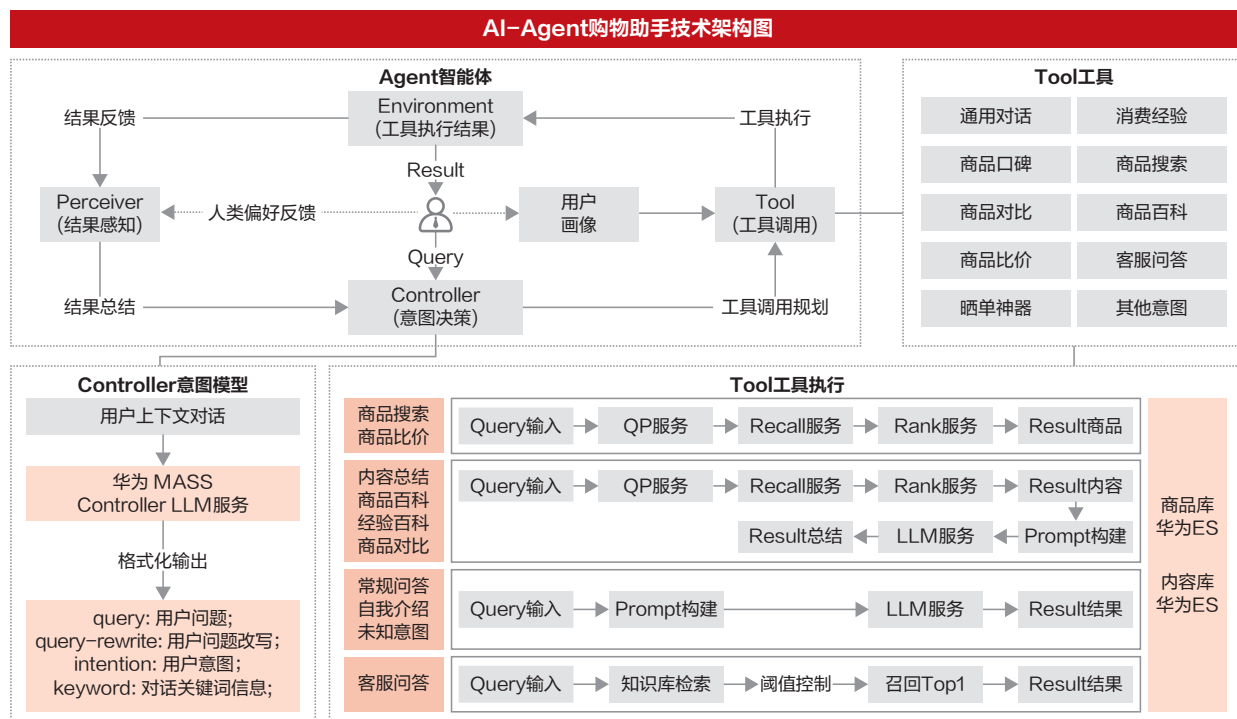 AI-Agent购物助手技术架构图
Agent智能体
Environment
(工具执行结果)
结果反馈
工具执行
Result
Perceiver
(结果感知)
人类偏好反馈
用户
画像
Tool
(工具调用)
Query
Controller
(意图决策)
结果总结
工具调用规划
Tool工具
通用对话
消费经验
商品口碑
商品搜索
商品对比
商品百科
商品比价
客服问答
晒单神器
其他意图
Controller意图模型
用户上下文对话
华为 MASS
Controller LLM服务
格式化输出
query: 用户问题;
query-rewrite: 用户问题改写;
intention: 用户意图;
keyword: 对话关键词信息;
Tool工具执行
商品搜索
商品比价
Query输入
QP服务
Recall服务
Rank服务
Result商品
内容总结
商品百科
经验百科
商品对比
Query输入
QP服务
Recall服务
Rank服务
Result内容
Result总结
LLM服务
Prompt构建
常规问答
自我介绍
未知意图
Query输入
Prompt构建
LLM服务
Result结果
客服问答
Query输入
知识库检索
阈值控制
召回Top1
Result结果
商品库
华为ES
内容库
华为ES